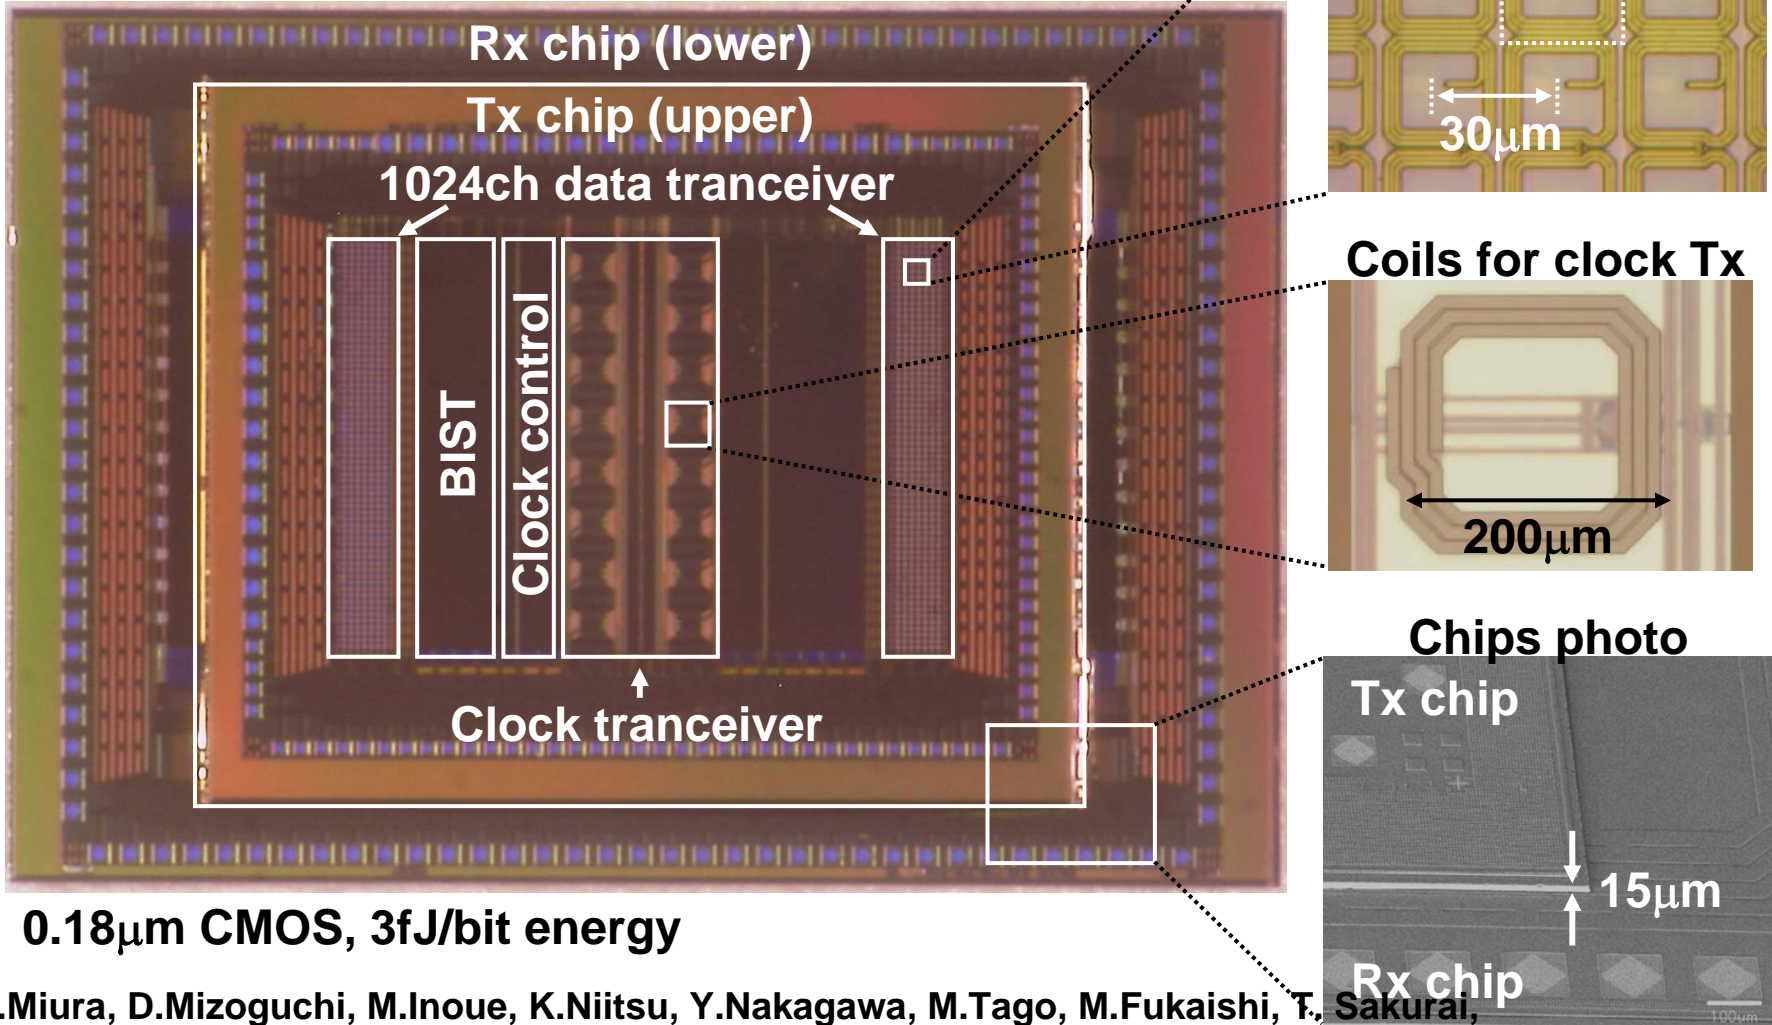 Rx chip (lower)
Tx chip (upper)
1024ch data tranceiver
BIST
Clock control
Clock tranceiver
30μm
Coils for clock Tx
200μm
Chips photo
Tx chip
15μm
Rx chip
100um
0.18μm CMOS, 3fJ/bit energy
.Miura, D.Mizoguchi, M.Inoue, K.Niitsu, Y.Nakagawa, M.Tago, M.Fukaishi, T. Sakurai,